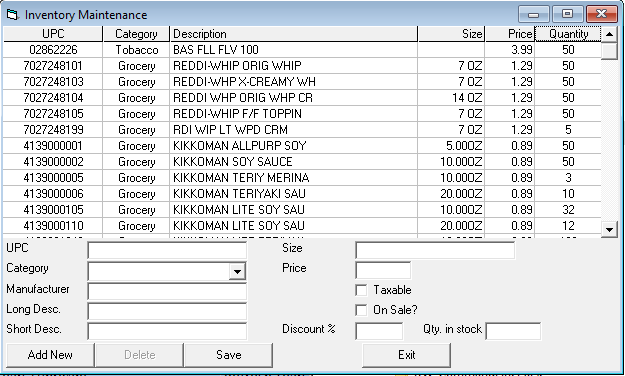 Inventory Maintenance
UPC Category Description Size Price Quantity
02862226 Tobacco BAS FLL FLV 100 3.99 50
7027248101 Grocery REDDI-WHIP ORIG WHIP 7 OZ 1.29 50
7027248103 Grocery REDDI-WHP X-CREAMY WH 7 OZ 1.29 50
7027248104 Grocery REDDI WHP ORIG WHP CR 14 OZ 1.29 50
7027248105 Grocery REDDI-WHIP F/F TOPPIN 7 OZ 1.29 50
7027248199 Grocery RDI WIP LT WPD CRM 7 OZ 1.29 5
4139000001 Grocery KIKKOMAN ALLPURP SOY 5.000Z 0.89 50
4139000002 Grocery KIKKOMAN SOY SAUCE 10.000Z 0.89 50
4139000005 Grocery KIKKOMAN TERIY MERINA 10.000Z 0.89 3
4139000006 Grocery KIKKOMAN TERIYAKI SAU 20.000Z 0.89 10
4139000105 Grocery KIKKOMAN LITE SOY SAU 10.000Z 0.89 32
4139000110 Grocery KIKKOMAN LITE SOY SAU 20.000Z 0.89 12
UPC Size
Category Price
Manufacturer Taxable
Long Desc. On Sale?
Short Desc. Discount % Qty. in stock
Add New Delete Save Exit